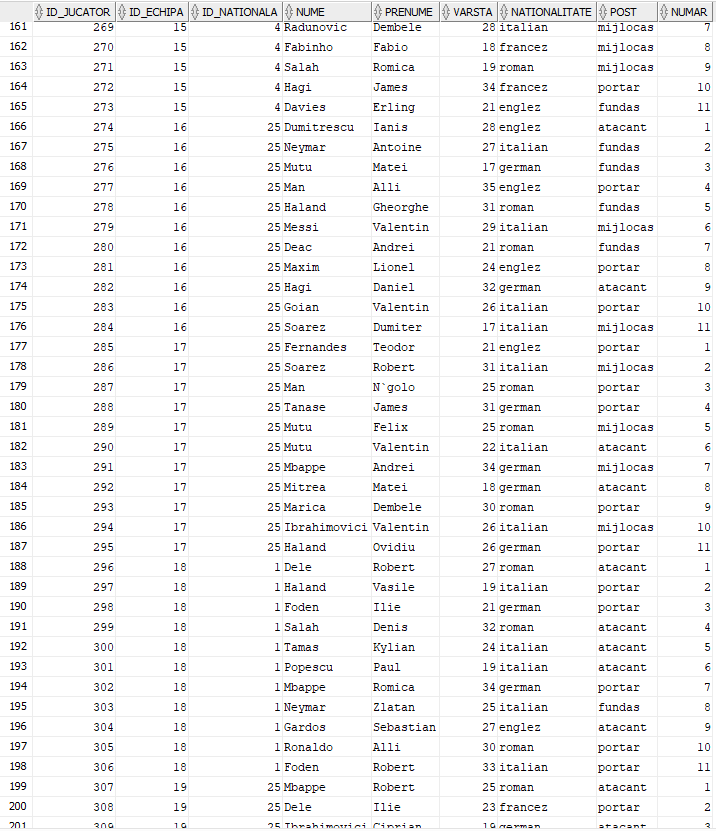 ID_JUCATOR ID_ECHIPA ID_NATIONALA NUME PRENUME VARSTA NATIONALITATE POST NUMAR
161 269 15 4 Radunovic Dembele 28 italian mijlocas 7
162 270 15 4 Fabinho Fabio 18 francez mijlocas 8
163 271 15 4 Salah Romica 19 roman mijlocas 9
164 272 15 4 Hagi James 34 francez portar 10
165 273 15 4 Davies Erling 21 englez fundas 11
166 274 16 25 Dumitrescu Ianis 28 englez atacant 1
167 275 16 25 Neymar Antoine 27 italian fundas 2
168 276 16 25 Mutu Matei 17 german fundas 3
169 277 16 25 Man Alli 35 englez portar 4
170 278 16 25 Haland Gheorghe 31 roman fundas 5
171 279 16 25 Messi Valentin 29 italian mijlocas 6
172 280 16 25 Deac Andrei 21 roman fundas 7
173 281 16 25 Maxim Lionel 24 englez portar 8
174 282 16 25 Hagi Daniel 32 german atacant 9
175 283 16 25 Goian Valentin 26 italian portar 10
176 284 16 25 Soarez Dumiter 17 italian mijlocas 11
177 285 17 25 Fernandes Teodor 21 englez portar 1
178 286 17 25 Soarez Robert 31 italian mijlocas 2
179 287 17 25 Man N`golo 25 roman portar 3
180 288 17 25 Tanase James 31 german portar 4
181 289 17 25 Mutu Felix 25 roman mijlocas 5
182 290 17 25 Mutu Valentin 22 italian atacant 6
183 291 17 25 Mbappe Andrei 34 german mijlocas 7
184 292 17 25 Mitrea Matei 18 german atacant 8
185 293 17 25 Marica Dembele 30 roman portar 9
186 294 17 25 Ibrahimovici Valentin 26 italian mijlocas 10
187 295 17 25 Haland Ovidiu 26 german portar 11
188 296 18 1 Dele Robert 27 roman atacant 1
189 297 18 1 Haland Vasile 19 italian portar 2
190 298 18 1 Foden Ilie 21 german portar 3
191 299 18 1 Salah Denis 32 roman atacant 4
192 300 18 1 Tamas Kylian 24 italian atacant 5
193 301 18 1 Popescu Paul 19 italian atacant 6
194 302 18 1 Mbappe Romica 34 german portar 7
195 303 18 1 Neymar Zlatan 25 italian fundas 8
196 304 18 1 Gardos Sebastian 27 englez atacant 9
197 305 18 1 Ronaldo Alli 30 roman portar 10
198 306 18 1 Foden Robert 33 italian portar 11
199 307 19 25 Mbappe Robert 25 roman atacant 1
200 308 19 25 Dele Ilie 23 francez portar 2
201 309 19 25 Ibrahimovici Ciprian 19 german atacant 3